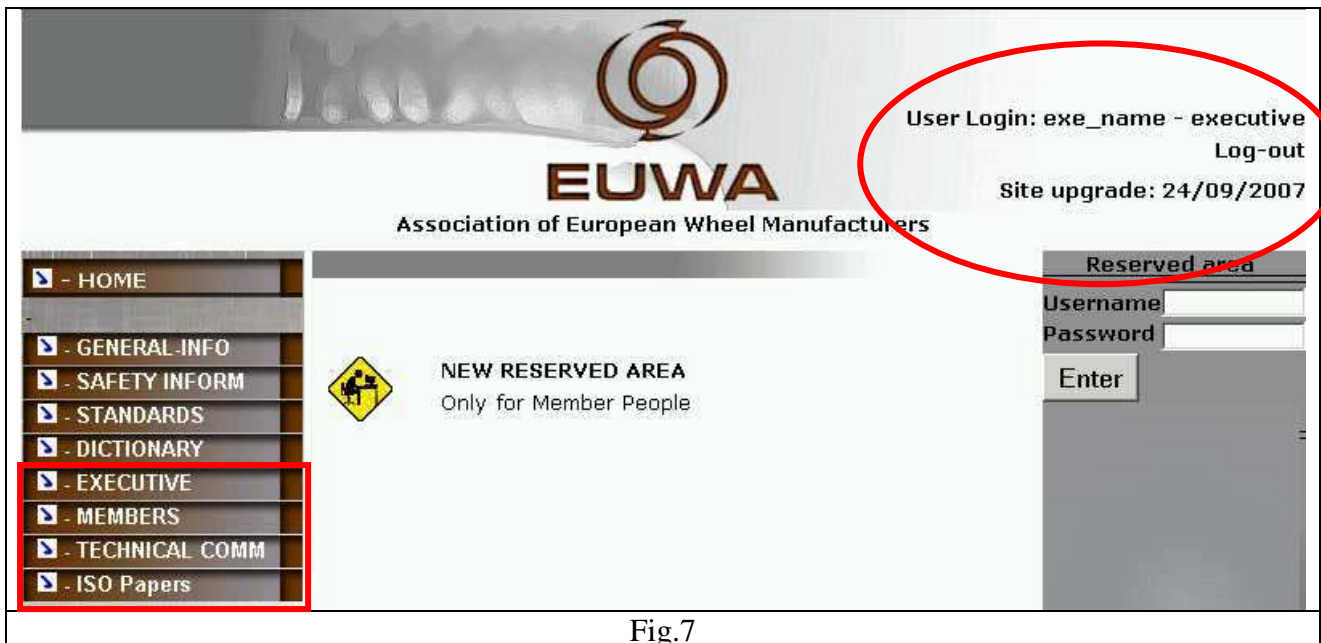 User Login: exe_name - executive
Log-out
Site upgrade: 24/09/2007
EUWA
Association of European Wheel Manufacturers
- HOME
-
- GENERAL-INFO
- SAFETY INFORM
- STANDARDS
- DICTIONARY
- EXECUTIVE
- MEMBERS
- TECHNICAL COMM
- ISO Papers
NEW RESERVED AREA
Only for Member People
Reserved area
Username
Password
Enter
Fig.7